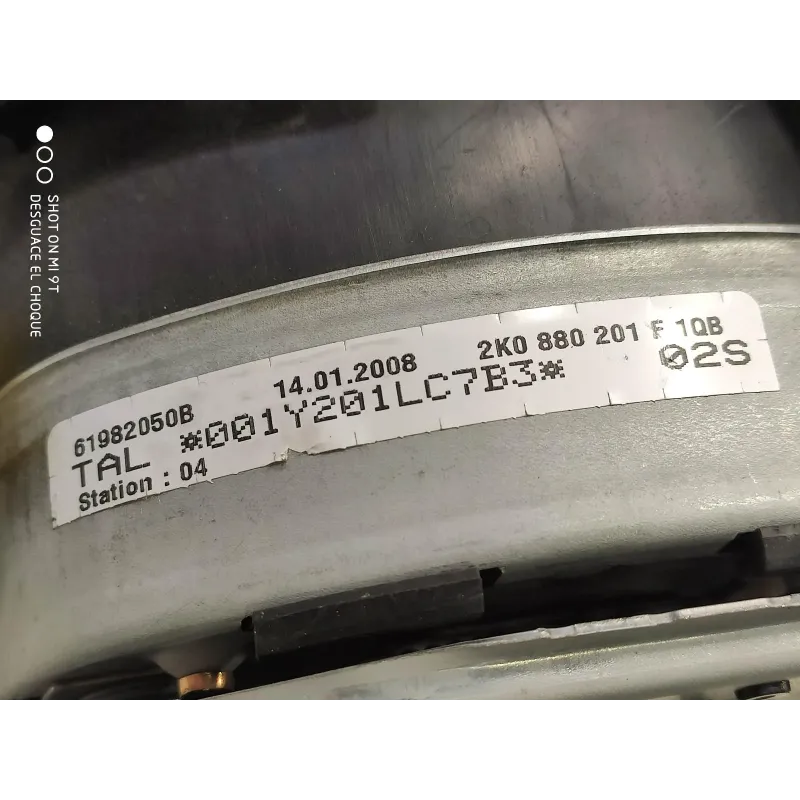 SHOT ON MI 9T
DESGUACE EL CHOQUE
61982050B 14.01.2008 2K0 880 201 F 1QB
TAL *001Y201LC7B3* 02S
Station : 04